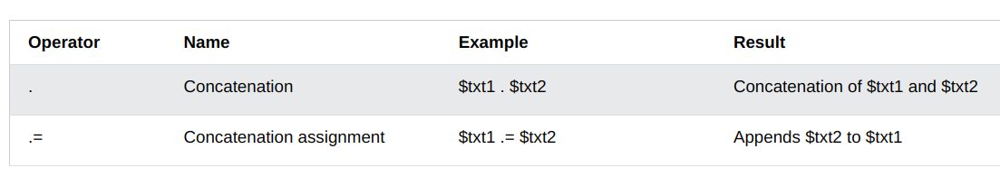 Operator Name Example Result
. Concatenation $txt1 . $txt2 Concatenation of $txt1 and $txt2
.= Concatenation assignment $txt1 .= $txt2 Appends $txt2 to $txt1